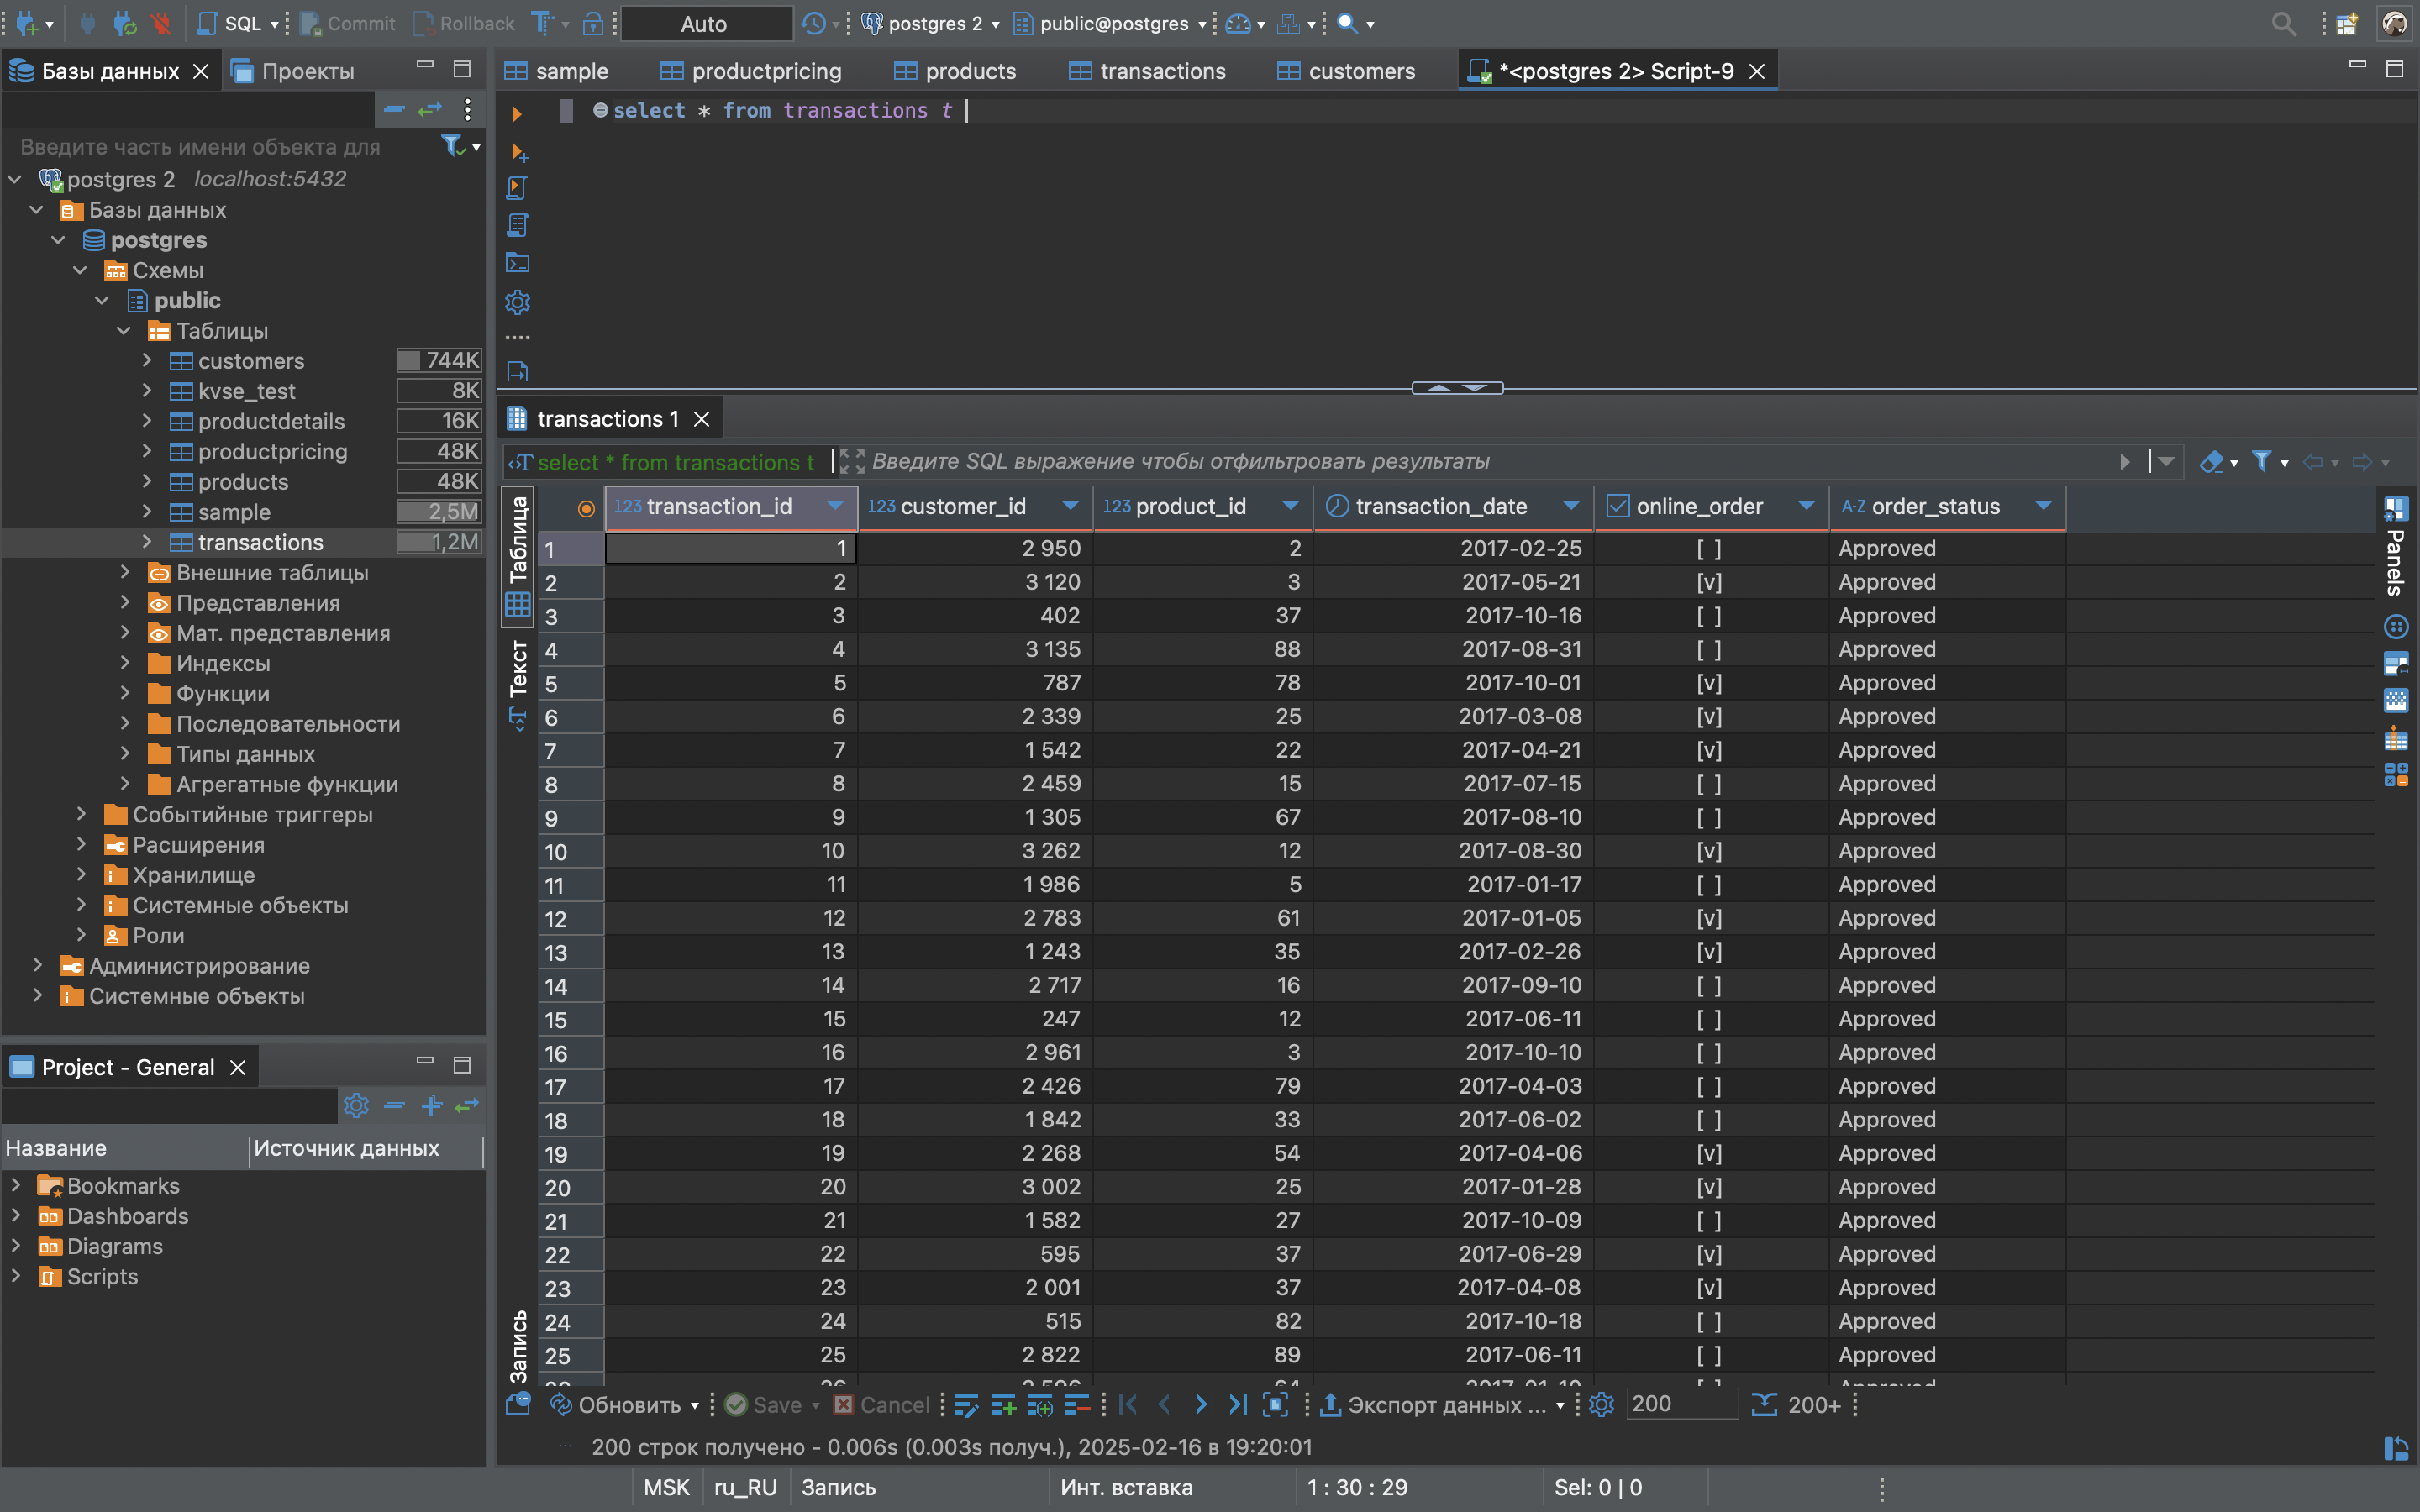 SQL Commit Rollback Auto postgres 2 public@postgres
Базы данных Проекты
sample productpricing products transactions customers *<postgres 2> Script-9
select * from transactions t
Введите часть имени объекта для
postgres 2 localhost:5432
Базы данных
postgres
Схемы
public
Таблицы
customers 744K
kvse_test 8K
productdetails 16K
productpricing 48K
products 48K
sample 2,5M
transactions 1,2M
Внешние таблицы
Представления
Мат. представления
Индексы
Функции
Последовательности
Типы данных
Агрегатные функции
Событийные триггеры
Расширения
Хранилище
Системные объекты
Роли
Администрирование
Системные объекты
Project - General
Название Источник данных
Bookmarks
Dashboards
Diagrams
Scripts
transactions 1
select * from transactions t Введите SQL выражение чтобы отфильтровать результаты
Таблица
Текст
Запись
Panels
123 transaction_id 123 customer_id 123 product_id transaction_date online_order A-Z order_status
1 1 2 950 2 2017-02-25 [ ] Approved
2 2 3 120 3 2017-05-21 [v] Approved
3 3 402 37 2017-10-16 [ ] Approved
4 4 3 135 88 2017-08-31 [ ] Approved
5 5 787 78 2017-10-01 [v] Approved
6 6 2 339 25 2017-03-08 [v] Approved
7 7 1 542 22 2017-04-21 [v] Approved
8 8 2 459 15 2017-07-15 [ ] Approved
9 9 1 305 67 2017-08-10 [ ] Approved
10 10 3 262 12 2017-08-30 [v] Approved
11 11 1 986 5 2017-01-17 [ ] Approved
12 12 2 783 61 2017-01-05 [v] Approved
13 13 1 243 35 2017-02-26 [v] Approved
14 14 2 717 16 2017-09-10 [ ] Approved
15 15 247 12 2017-06-11 [ ] Approved
16 16 2 961 3 2017-10-10 [ ] Approved
17 17 2 426 79 2017-04-03 [ ] Approved
18 18 1 842 33 2017-06-02 [ ] Approved
19 19 2 268 54 2017-04-06 [v] Approved
20 20 3 002 25 2017-01-28 [v] Approved
21 21 1 582 27 2017-10-09 [ ] Approved
22 22 595 37 2017-06-29 [v] Approved
23 23 2 001 37 2017-04-08 [v] Approved
24 24 515 82 2017-10-18 [ ] Approved
25 25 2 822 89 2017-06-11 [ ] Approved
Обновить Save Cancel Экспорт данных ... 200 200+
200 строк получено - 0.006s (0.003s получ.), 2025-02-16 в 19:20:01
MSK ru_RU Запись Инт. вставка 1 : 30 : 29 Sel: 0 | 0